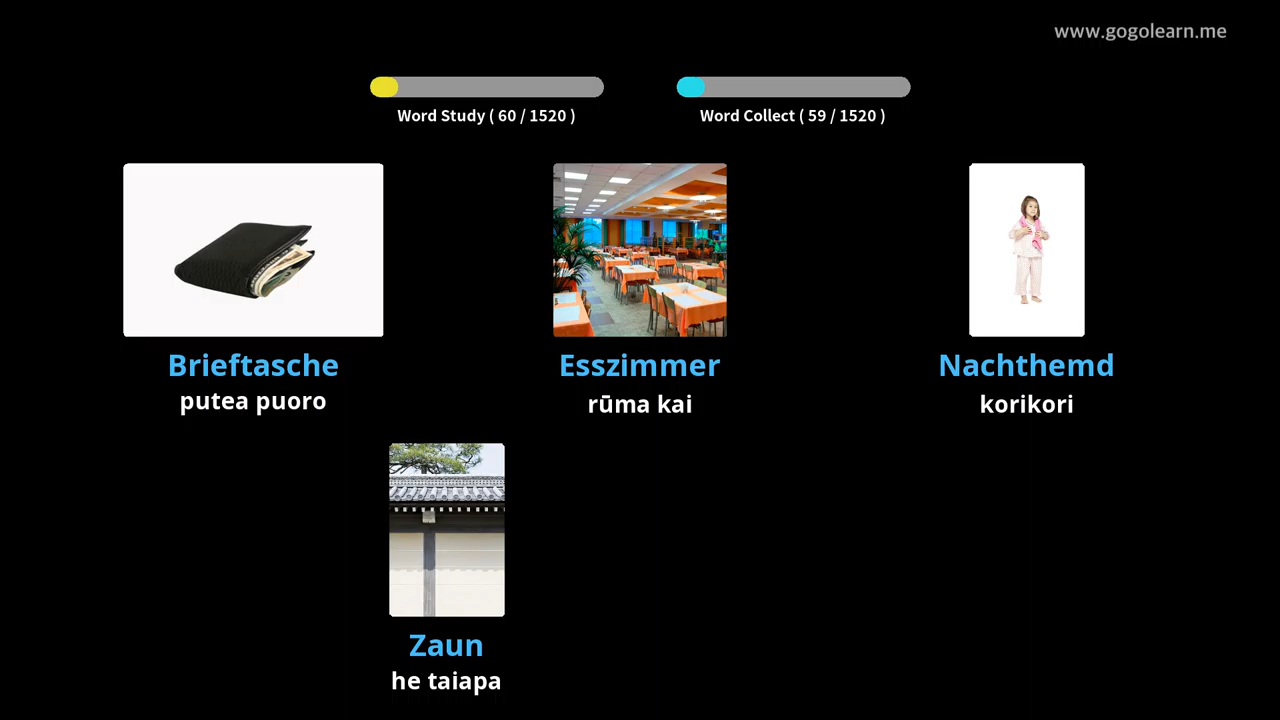 www.gogolearn.me
Word Study ( 60 / 1520 )
Word Collect ( 59 / 1520 )
Brieftasche
putea puoro
Esszimmer
rūma kai
Nachthemd
korikori
Zaun
he taiapa